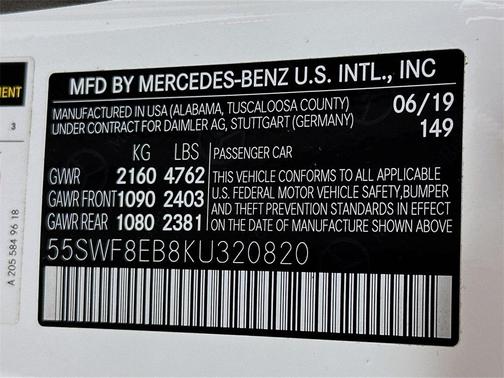 MFD BY MERCEDES-BENZ U.S. INTL., INC
MANUFACTURED IN USA (ALABAMA, TUSCALOOSA COUNTY) 06/19
UNDER CONTRACT FOR DAIMLER AG, STUTTGART (GERMANY) 149
KG LBS PASSENGER CAR
GVWR 2160 4762
GAWR FRONT 1090 2403
GAWR REAR 1080 2381
THIS VEHICLE CONFORMS TO ALL APPLICABLE
U.S. FEDERAL MOTOR VEHICLE SAFETY, BUMPER
AND THEFT PREVENTION STANDARDS IN EFFECT
ON THE DATE OF MANUFACTURE SHOWN ABOVE
55SWF8EB8KU320820
A 205 584 96 18
3